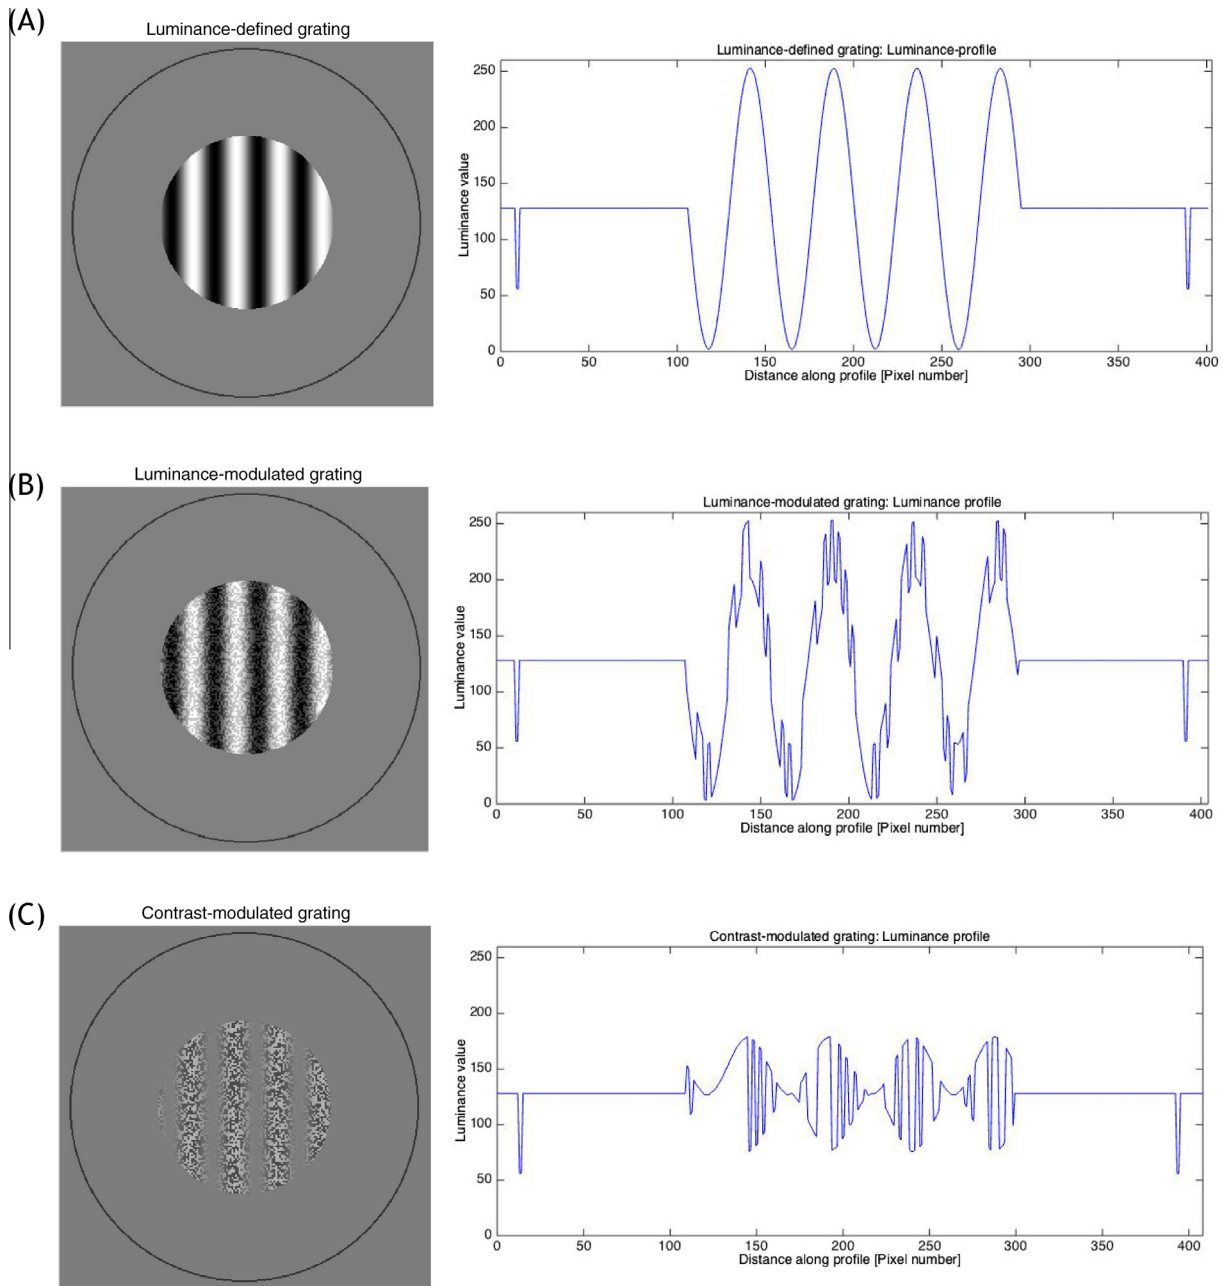 (A)
Luminance-defined grating
Luminance-defined grating: Luminance-profile
250
200
150
100
50
0
Luminance value
0 50 100 150 200 250 300 350 400
Distance along profile [Pixel number]
(B)
Luminance-modulated grating
Luminance-modulated grating: Luminance profile
250
200
150
100
50
0
Luminance value
0 50 100 150 200 250 300 350 400
Distance along profile [Pixel number]
(C)
Contrast-modulated grating
Contrast-modulated grating: Luminance profile
250
200
150
100
50
0
Luminance value
0 50 100 150 200 250 300 350 400
Distance along profile [Pixel number]